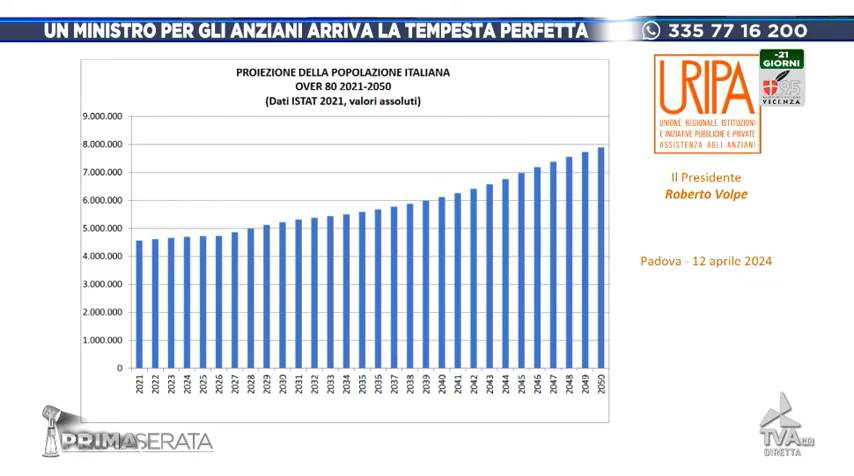 UN MINISTRO PER GLI ANZIANI ARRIVA LA TEMPESTA PERFETTA
335 77 16 200
PROIEZIONE DELLA POPOLAZIONE ITALIANA
OVER 80 2021-2050
(Dati ISTAT 2021, valori assoluti)
9.000.000
8.000.000
7.000.000
6.000.000
5.000.000
4.000.000
3.000.000
2.000.000
1.000.000
0
2021 2022 2023 2024 2025 2026 2027 2028 2029 2030 2031 2032 2033 2034 2035 2036 2037 2038 2039 2040 2041 2042 2043 2044 2045 2046 2047 2048 2049 2050
-21
GIORNI
95
VICENZA
URIPA
UNIONE REGIONALE ISTITUZIONI
E INIZIATIVE PUBBLICHE E PRIVATE
ASSISTENZA AGLI ANZIANI
Il Presidente
Roberto Volpe
Padova - 12 aprile 2024
PRIMASERATA
TVA
DIRETTA